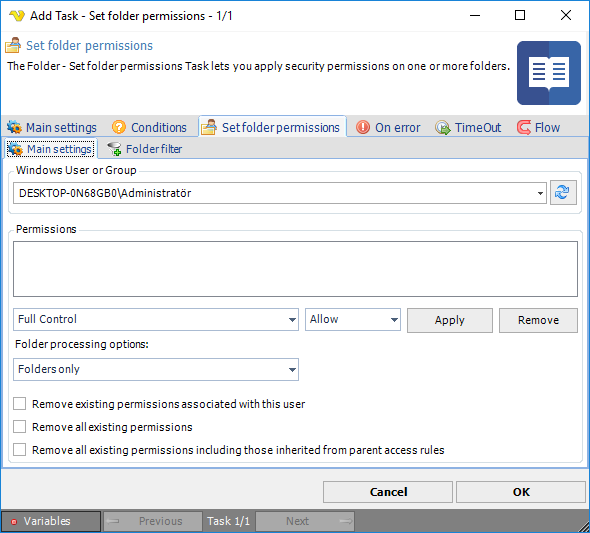 Add Task - Set folder permissions - 1/1
Set folder permissions
The Folder - Set folder permissions Task lets you apply security permissions on one or more folders.
Main settings Conditions Set folder permissions On error TimeOut Flow
Main settings Folder filter
Windows User or Group
DESKTOP-0N68GB0\Administratör
Permissions
Full Control Allow Apply Remove
Folder processing options:
Folders only
Remove existing permissions associated with this user
Remove all existing permissions
Remove all existing permissions including those inherited from parent access rules
Cancel OK
Variables Previous Task 1/1 Next